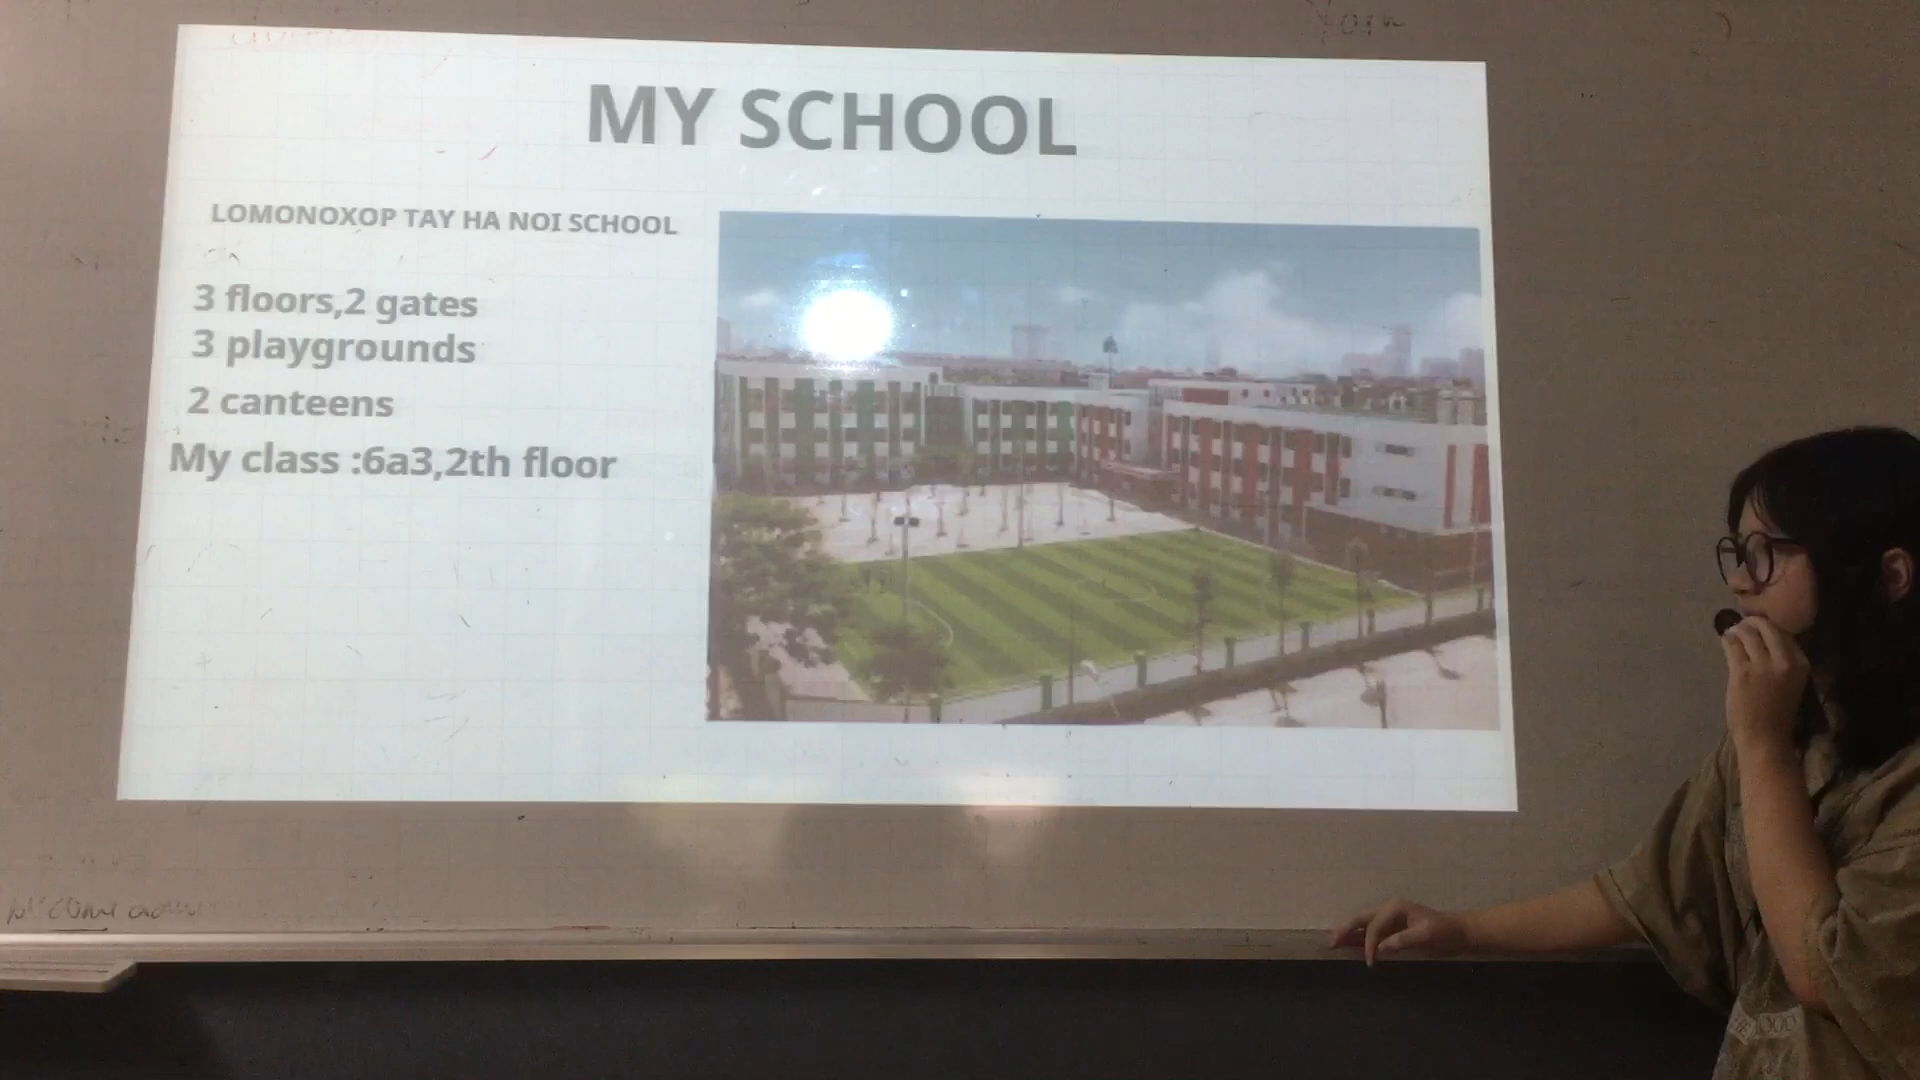 MY SCHOOL
LOMONOXOP TAY HA NOI SCHOOL
3 floors,2 gates
3 playgrounds
2 canteens
My class :6a3,2th floor